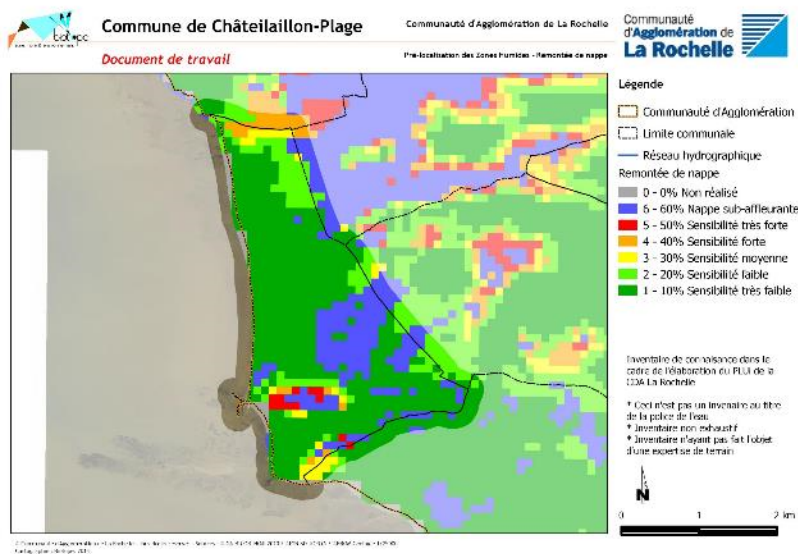 Commune de Châteilaillon-Plage
Document de travail
Communauté d'Agglomération de La Rochelle
Pré-localisation des Zones Humides - Remontée de nappe
Communauté
d'Agglomération de
La Rochelle
Légende
Communauté d'Agglomération
Limite communale
Réseau hydrographique
Remontée de nappe
0 - 0% Non réalisé
6 - 60% Nappe sub-affleurante
5 - 50% Sensibilité très forte
4 - 40% Sensibilité forte
3 - 30% Sensibilité moyenne
2 - 20% Sensibilité faible
1 - 10% Sensibilité très faible
Inventaire de connaisance dans le
cadre de l'élaboration du PLUi de la
CDA La Rochelle
* Ceci n'est pas un invenaire au titre
de la police de l'eau
* Inventaire non exhaustif
* Inventaire n'ayant pas fait l'objet
d'une expertise de terrain
N
0 1 2 km